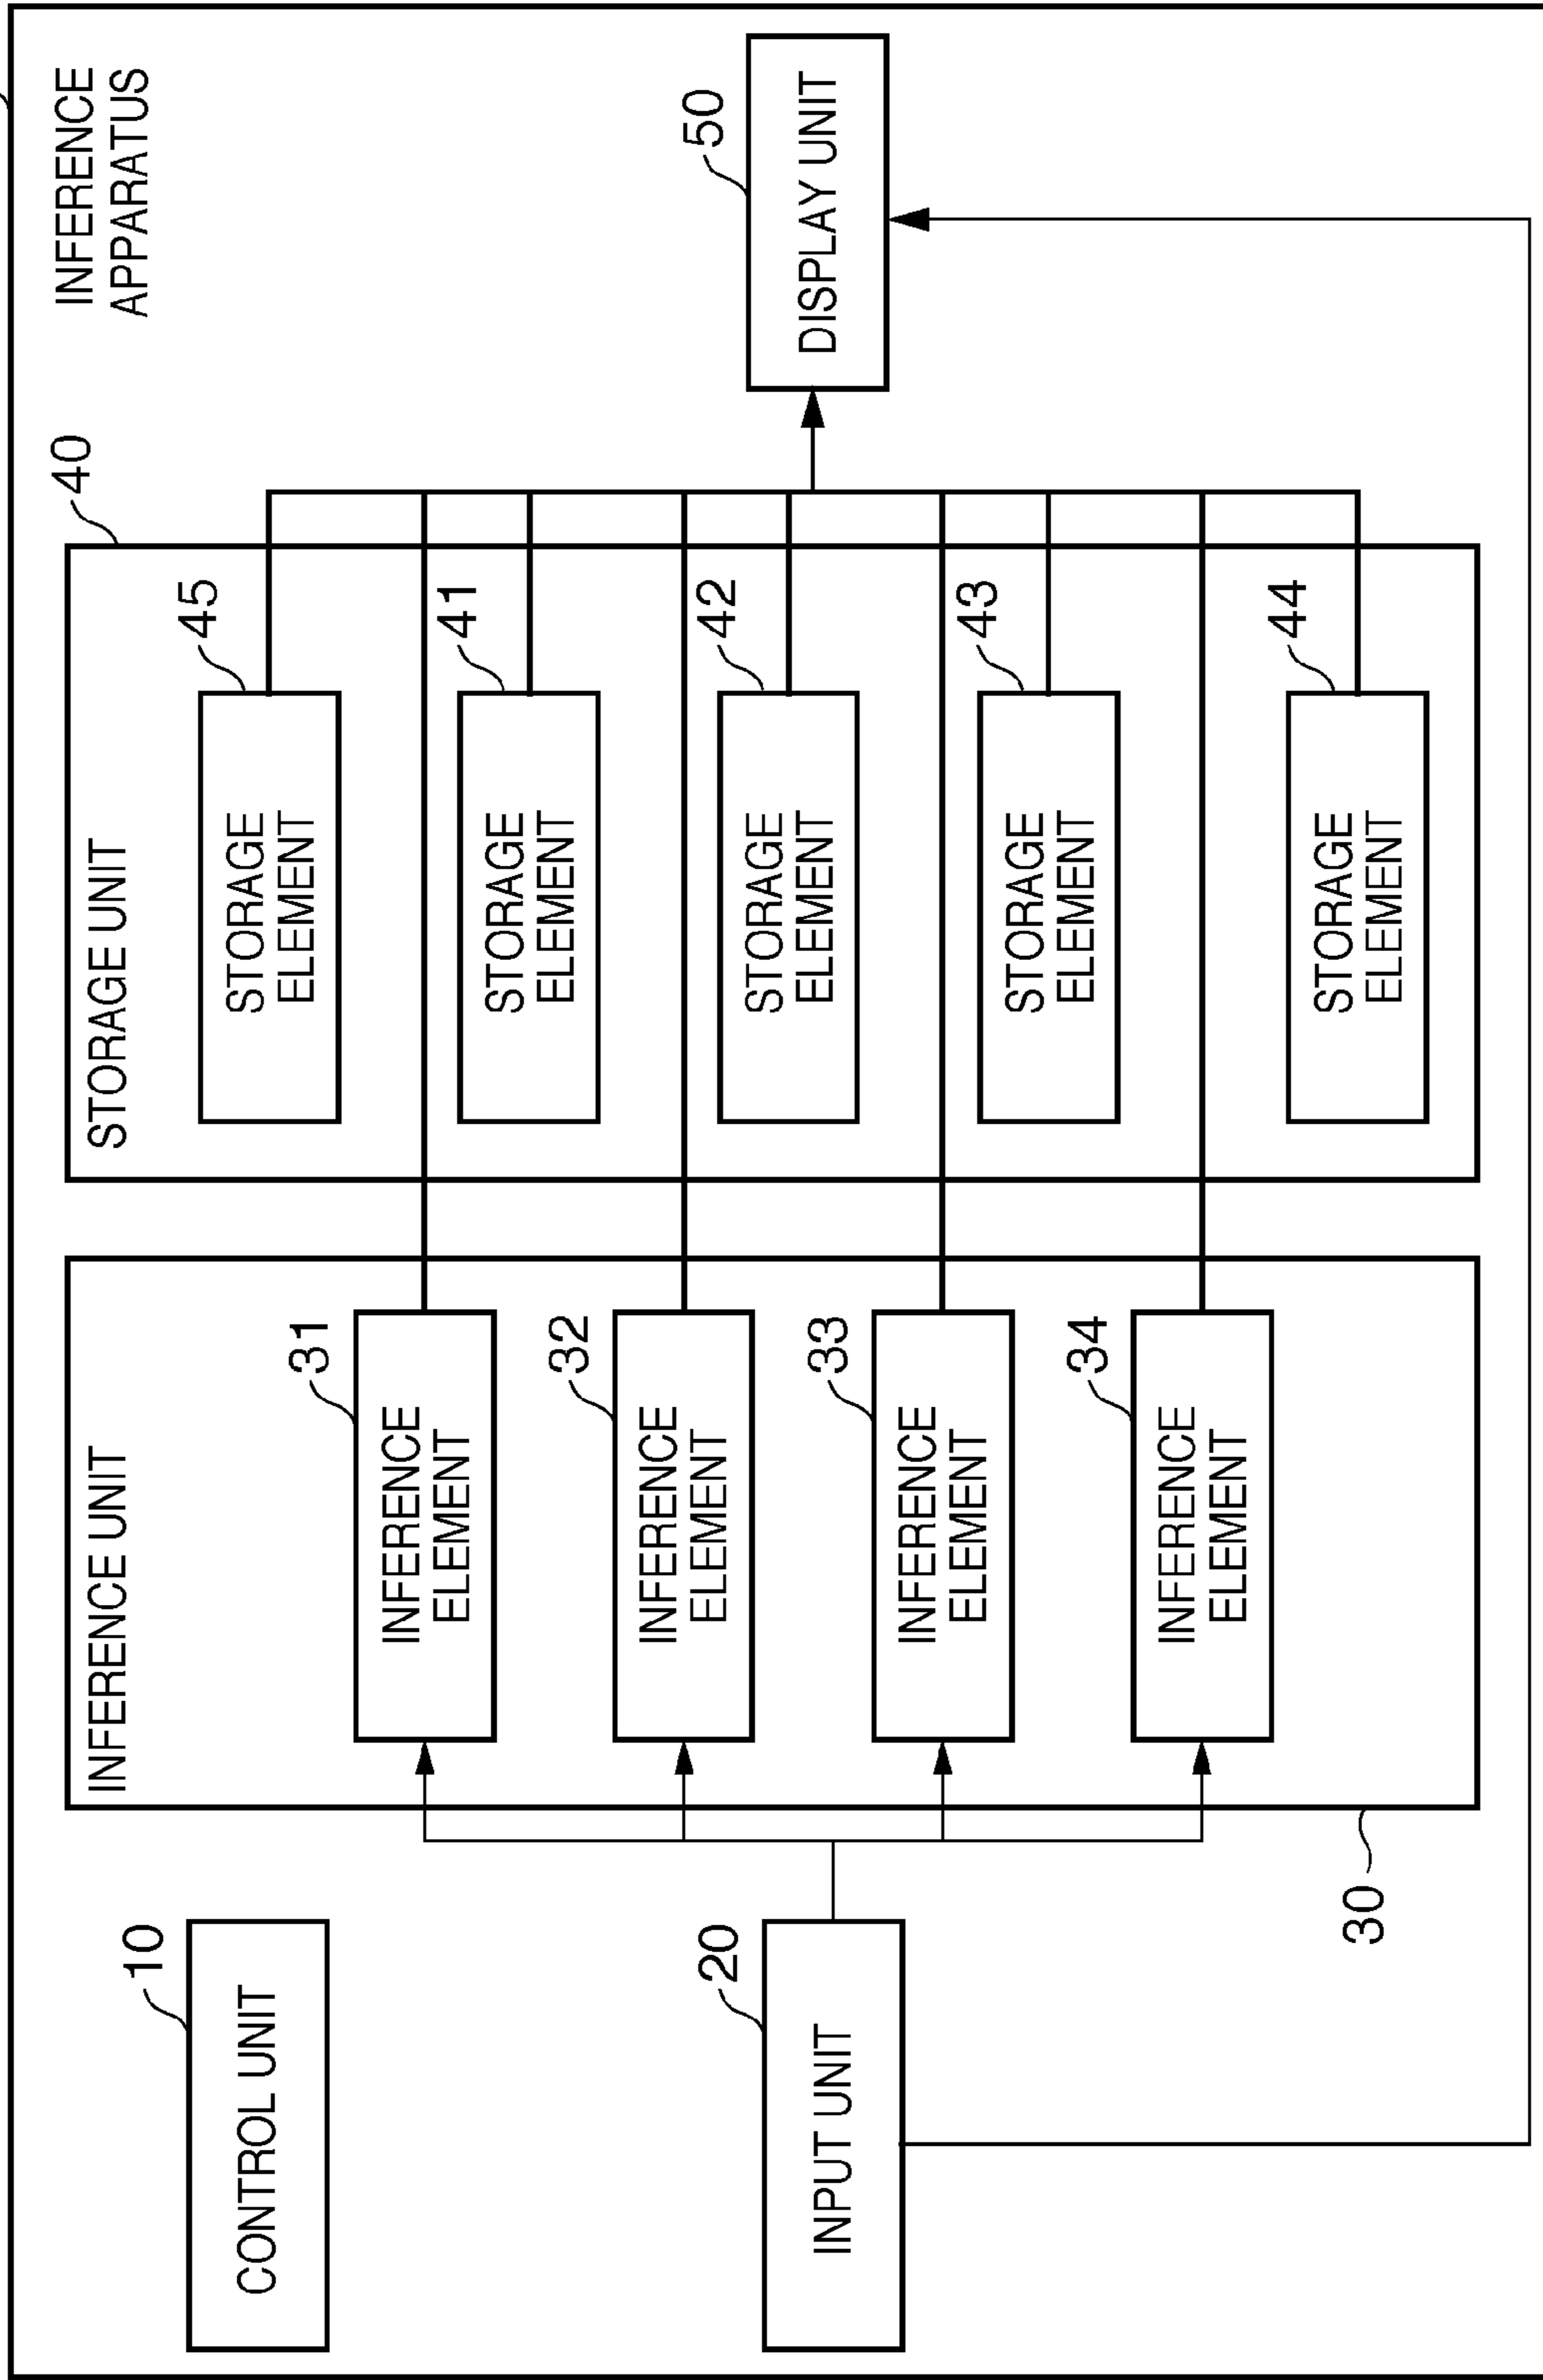 INFERENCE
APPARATUS
10
CONTROL UNIT
20
INPUT UNIT
INFERENCE UNIT
30
31
INFERENCE
ELEMENT
32
INFERENCE
ELEMENT
33
INFERENCE
ELEMENT
34
INFERENCE
ELEMENT
40
STORAGE UNIT
45
STORAGE
ELEMENT
41
STORAGE
ELEMENT
42
STORAGE
ELEMENT
43
STORAGE
ELEMENT
44
STORAGE
ELEMENT
50
DISPLAY UNIT